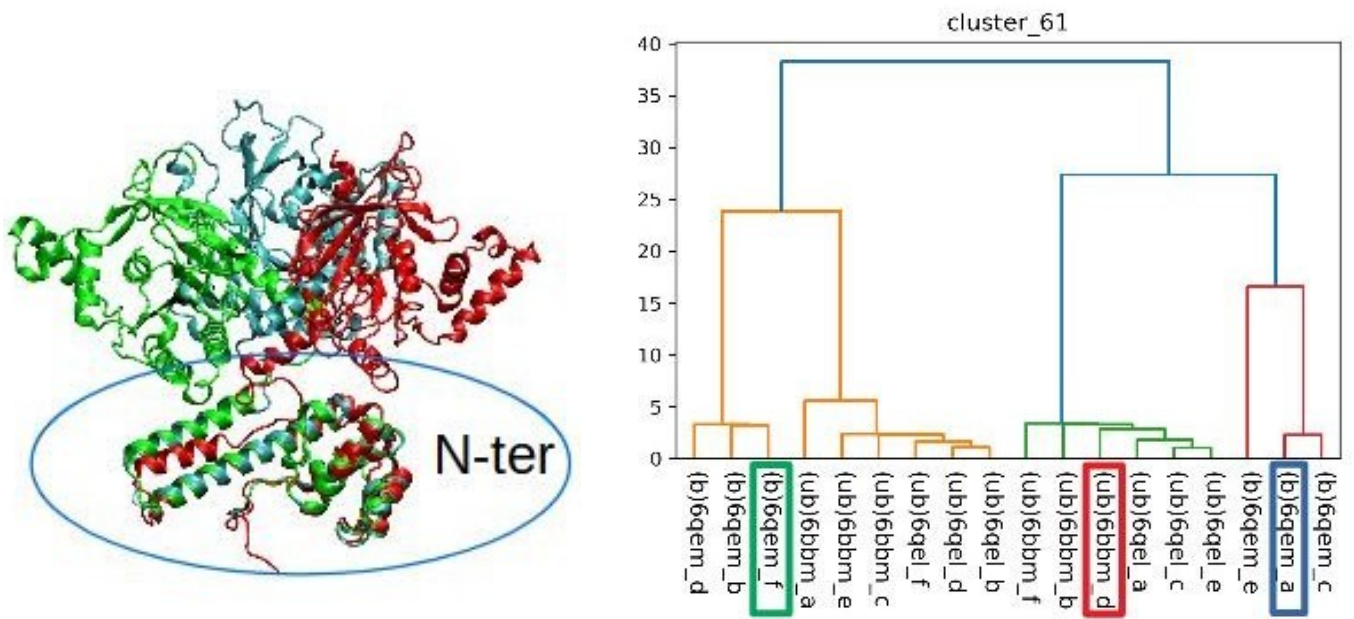 cluster_61
40
35
30
25
20
15
10
5
0
N-ter
(b)6qem_d
(b)6qem_b
(b)6qem_f
(ub)6bbm_a
(ub)6bbm_e
(ub)6bbm_c
(ub)6qel_f
(ub)6qel_d
(ub)6qel_b
(ub)6bbm_f
(ub)6bbm_b
(ub)6bbm_d
(ub)6qel_a
(ub)6qel_c
(ub)6qel_e
(b)6qem_e
(b)6qem_a
(b)6qem_c